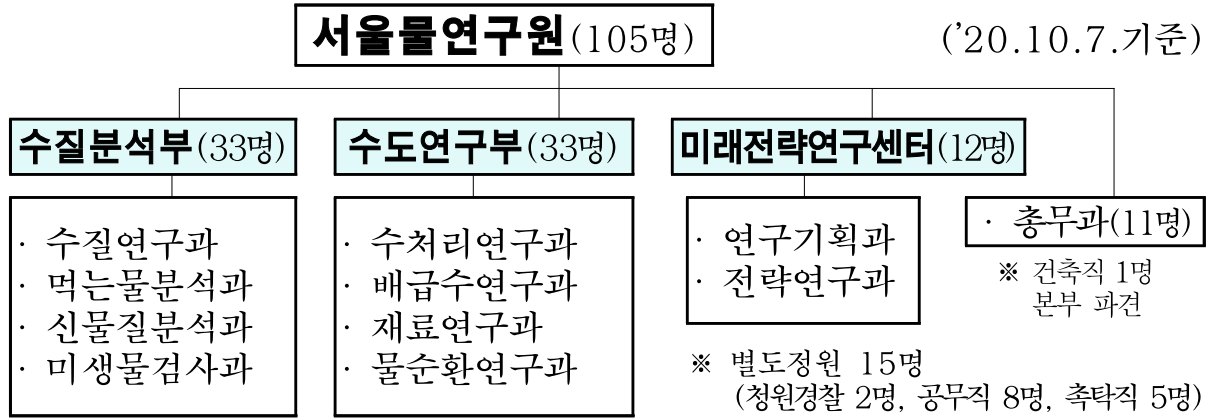 서울물연구원(105명)
('20.10.7.기준)
수질분석부(33명)
· 수질연구과
· 먹는물분석과
· 신물질분석과
· 미생물검사과
수도연구부(33명)
· 수처리연구과
· 배급수연구과
· 재료연구과
· 물순환연구과
미래전략연구센터(12명)
· 연구기획과
· 전략연구과
· 총무과(11명)
※ 건축직 1명
본부 파견
※ 별도정원 15명
(청원경찰 2명, 공무직 8명, 촉탁직 5명)